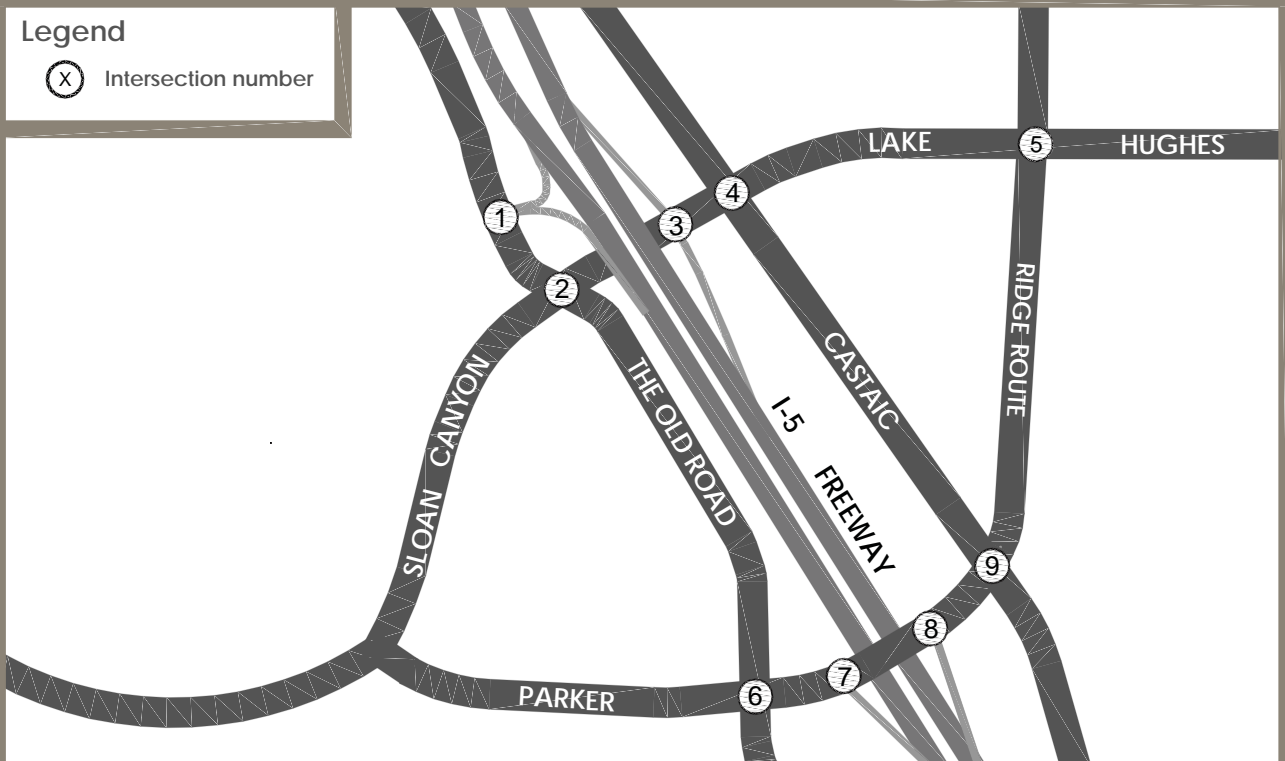 Legend
X Intersection number
LAKE
HUGHES
5
4
3
1
2
RIDGE ROUTE
CASTAIC
THE OLD ROAD
SLOAN CANYON
I-5 FREEWAY
9
8
7
6
PARKER